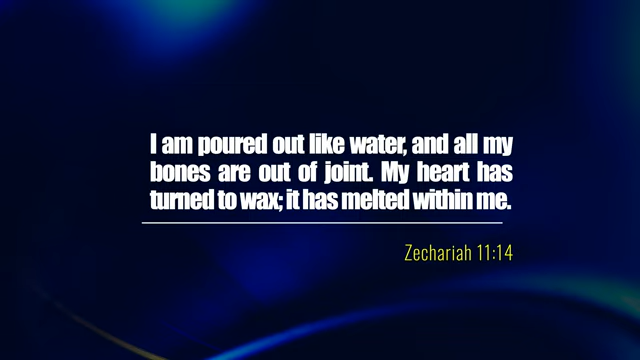 I am poured out like water, and all my
bones are out of joint. My heart has
turned to wax; it has melted within me.
Zechariah 11:14